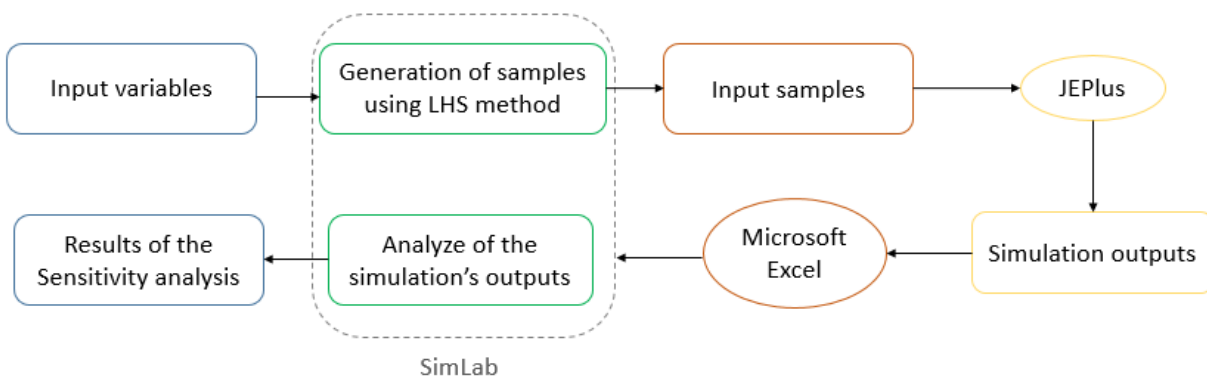 Input variables
Generation of samples
using LHS method
Input samples
JEPlus
Results of the
Sensitivity analysis
Analyze of the
simulation’s outputs
Microsoft
Excel
Simulation outputs
SimLab